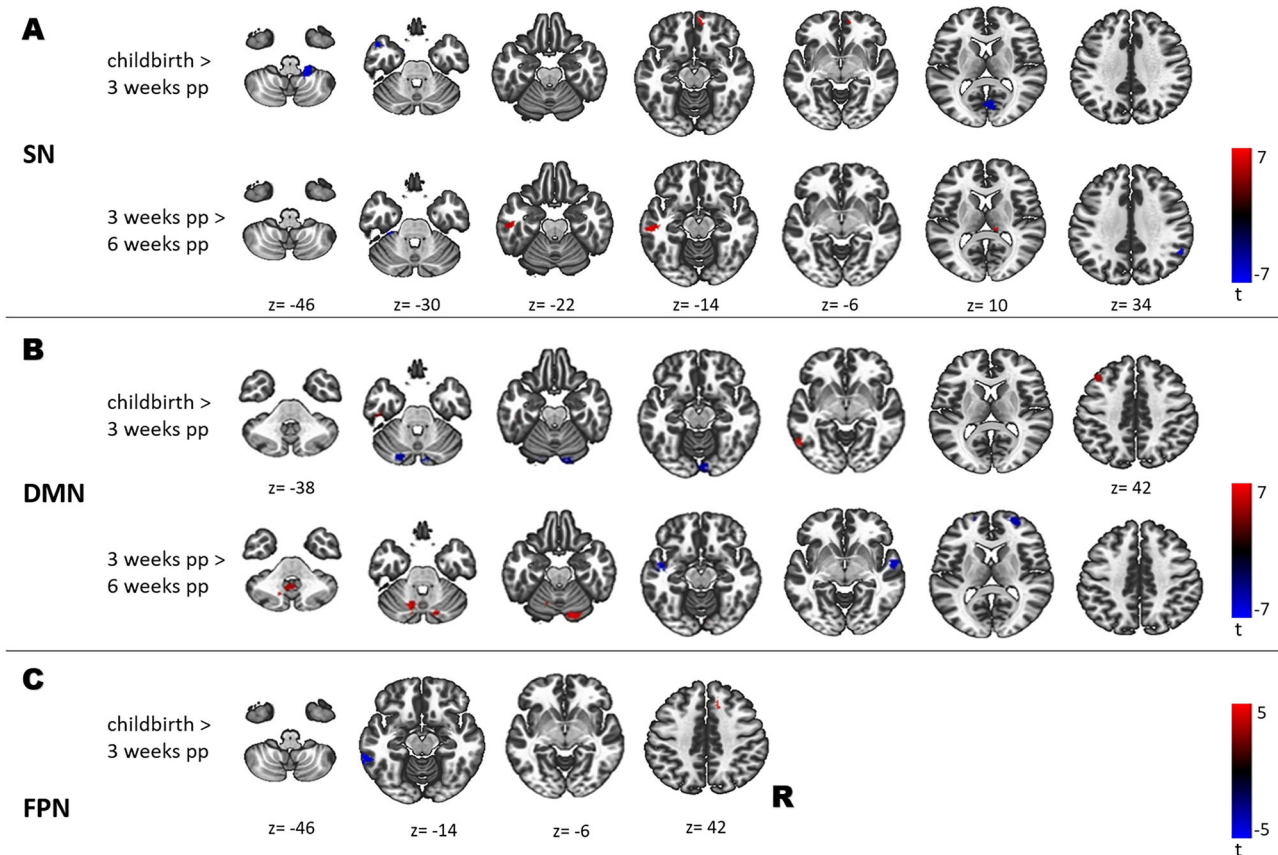 A
childbirth >
3 weeks pp
SN
7
3 weeks pp >
6 weeks pp
-7
t
z= -46 z= -30 z= -22 z= -14 z= -6 z= 10 z= 34
B
childbirth >
3 weeks pp
z= -38 z= 42
DMN
7
3 weeks pp >
6 weeks pp
-7
t
C
childbirth >
3 weeks pp
5
R
FPN
z= -46 z= -14 z= -6 z= 42
-5
t